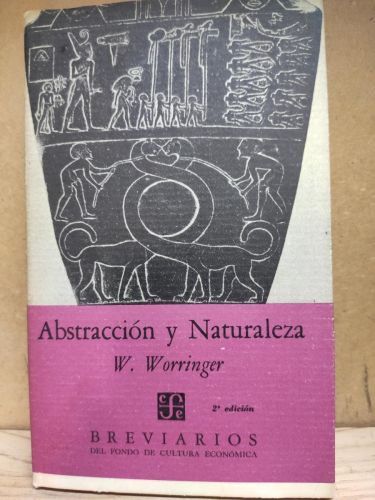 Abstracción y Naturaleza
W. Worringer
c f e
2ª edición
BREVIARIOS
DEL FONDO DE CULTURA ECONÓMICA